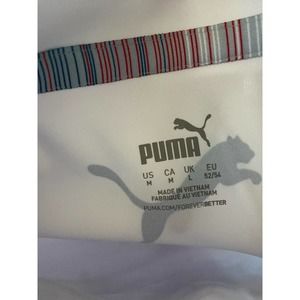 PUMA
US CA UK EU
M M L 52/54
MADE IN VIETNAM
FABRIQUÉ AU VIETNAM
PUMA.COM/FOREVERBETTER